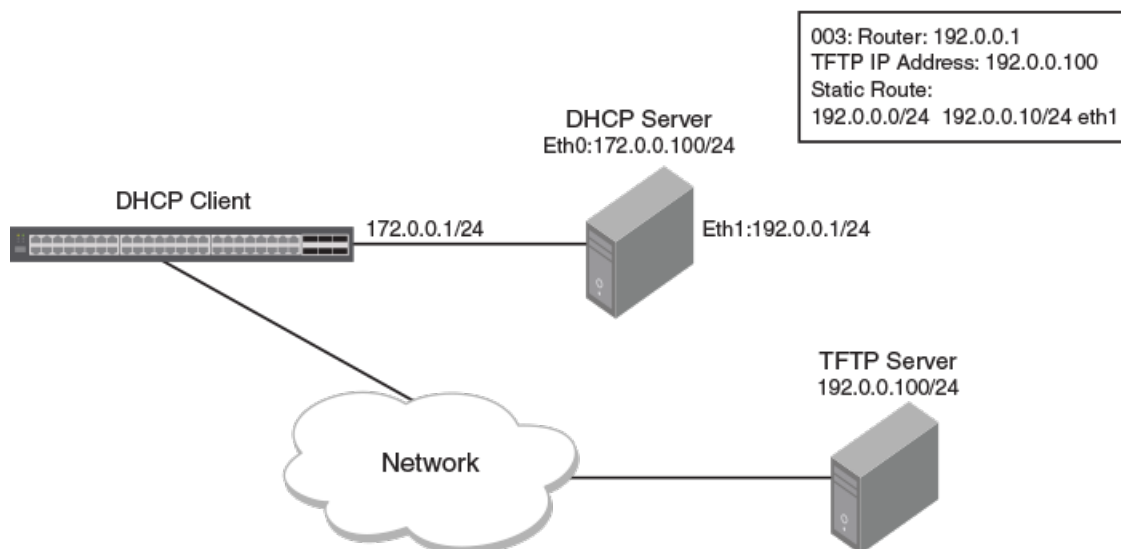 003: Router: 192.0.0.1
TFTP IP Address: 192.0.0.100
Static Route:
192.0.0.0/24 192.0.0.10/24 eth1
DHCP Server
Eth0:172.0.0.100/24
DHCP Client
172.0.0.1/24
Eth1:192.0.0.1/24
TFTP Server
192.0.0.100/24
Network